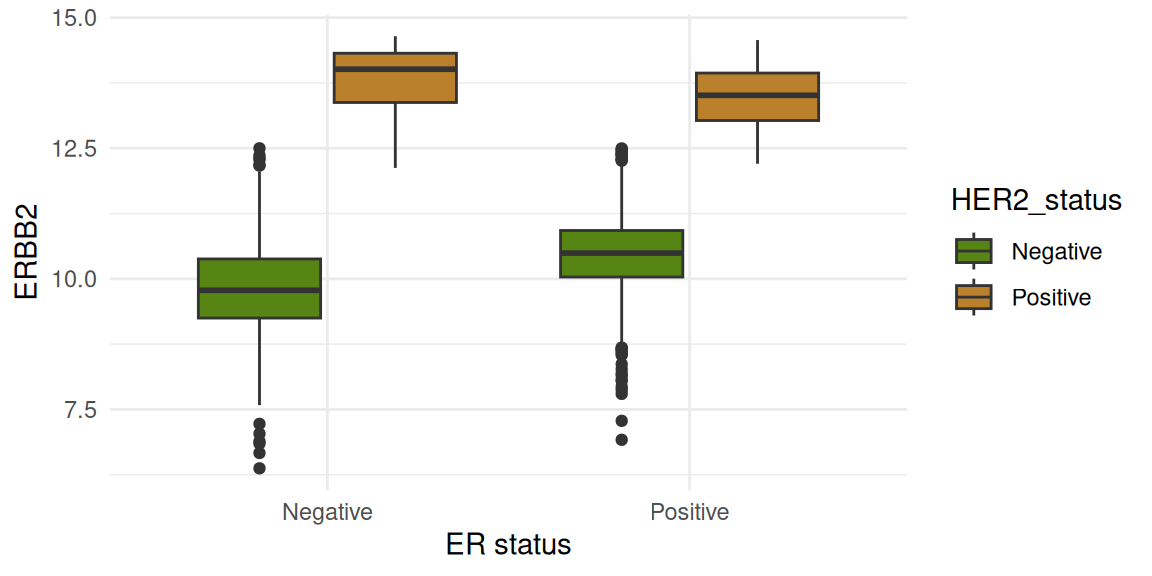 15.0
12.5
10.0
7.5
ERBB2
Negative
Positive
ER status
HER2_status
Negative
Positive